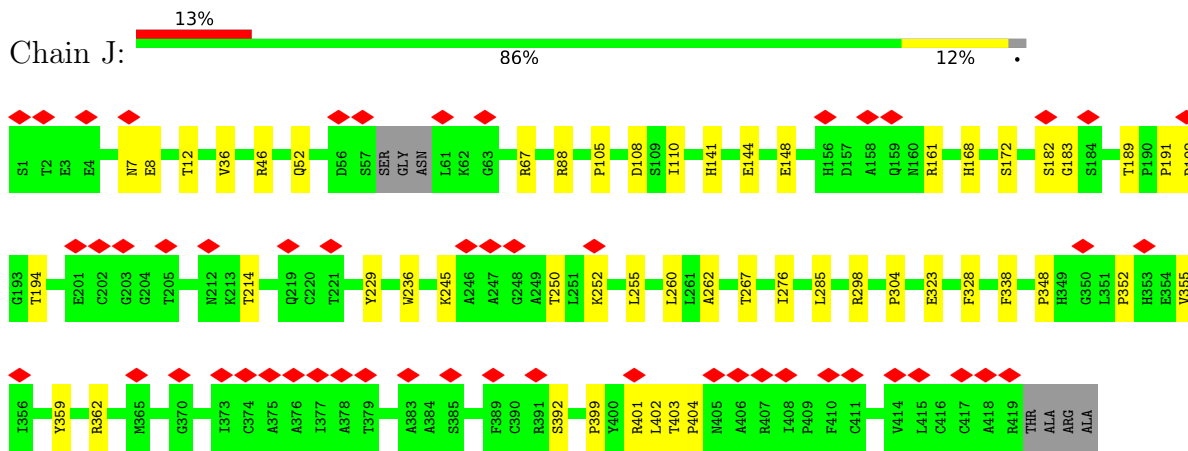 13%
Chain J:
86% 12% •
S1 T2 E3 E4 N7 E8 T12 V36 R46 Q52 D56 S57 SER GLY ASN L61 K62 G63 R67 R88 P105 D108 S109 I110 H141 E144 E148 H156 D157 A158 Q159 N160 R161 H168 S172 S182 G183 S184 T189 P190 P191
G193 T194 E201 C202 G203 G204 T205 N212 K213 T214 Q219 C220 T221 Y229 W236 K245 A246 A247 G248 A249 T250 L251 K252 L255 L260 L261 A262 T267 I276 L285 R298 P304 E323 F328 F338 P348 H349 G350 L351 P352 H353 E354 V355
I356 Y359 R362 M365 G370 I373 C374 A375 A376 I377 A378 T379 A383 A384 S385 F389 C390 R391 S392 P399 Y400 R401 L402 T403 P404 N405 A406 R407 I408 P409 F410 C411 V414 L415 C416 C417 A418 R419 THR ALA ARG ALA